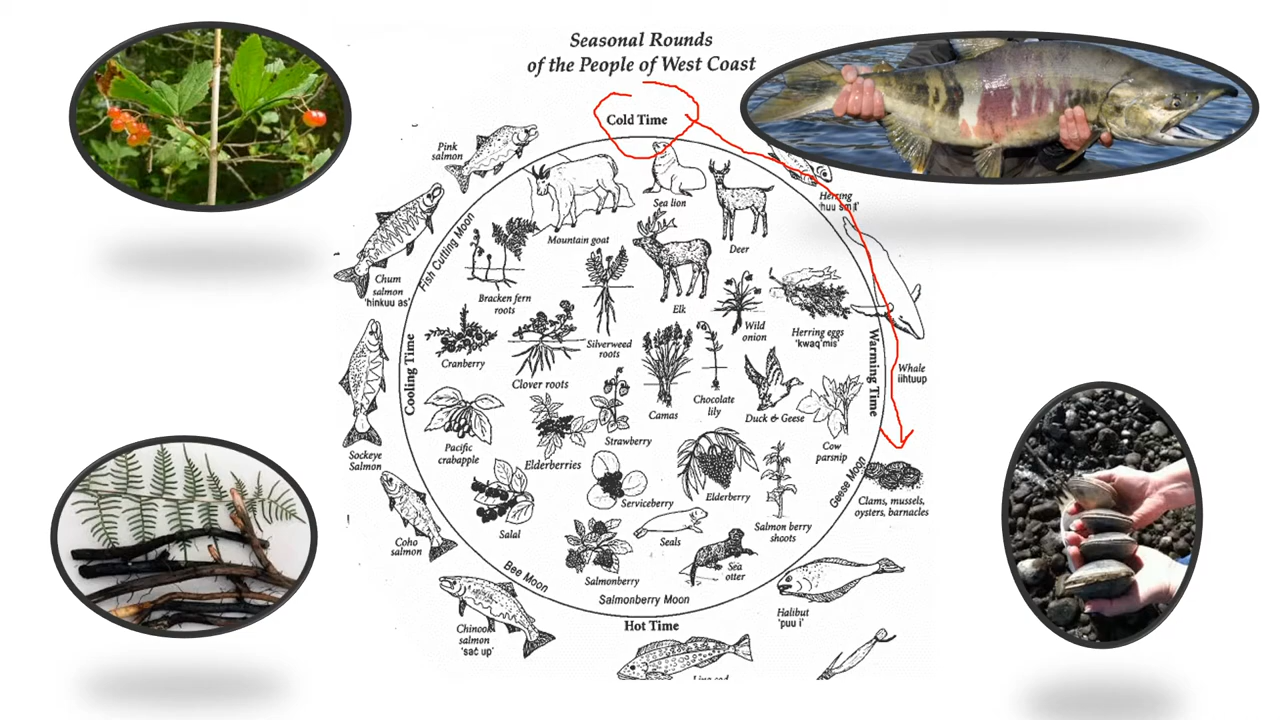 Seasonal Rounds
of the People of West Coast
Cold Time
Pink
salmon
Sea lion
Herring
Mountain goat
Deer
Fish Cutting Moon
Chum
salmon
'hinkuu as'
Bracken fern
roots
Elk
Wild
onion
Herring eggs
'kwaq'mis'
Silverweed
roots
Cranberry
Cooling Time
Warming Time
Whale
iihtuup
Clover roots
Chocolate
lily
Camas
Duck & Geese
Strawberry
Cow
parsnip
Pacific
crabapple
Elderberries
Sockeye
Salmon
Geese Moon
Serviceberry
Elderberry
Clams, mussels,
oysters, barnacles
Salal
Salmon berry
shoots
Seals
Coho
salmon
Bee Moon
Salmonberry
Sea
otter
Salmonberry Moon
Hot Time
Halibut
'puu i'
Chinook
salmon
'sać up'